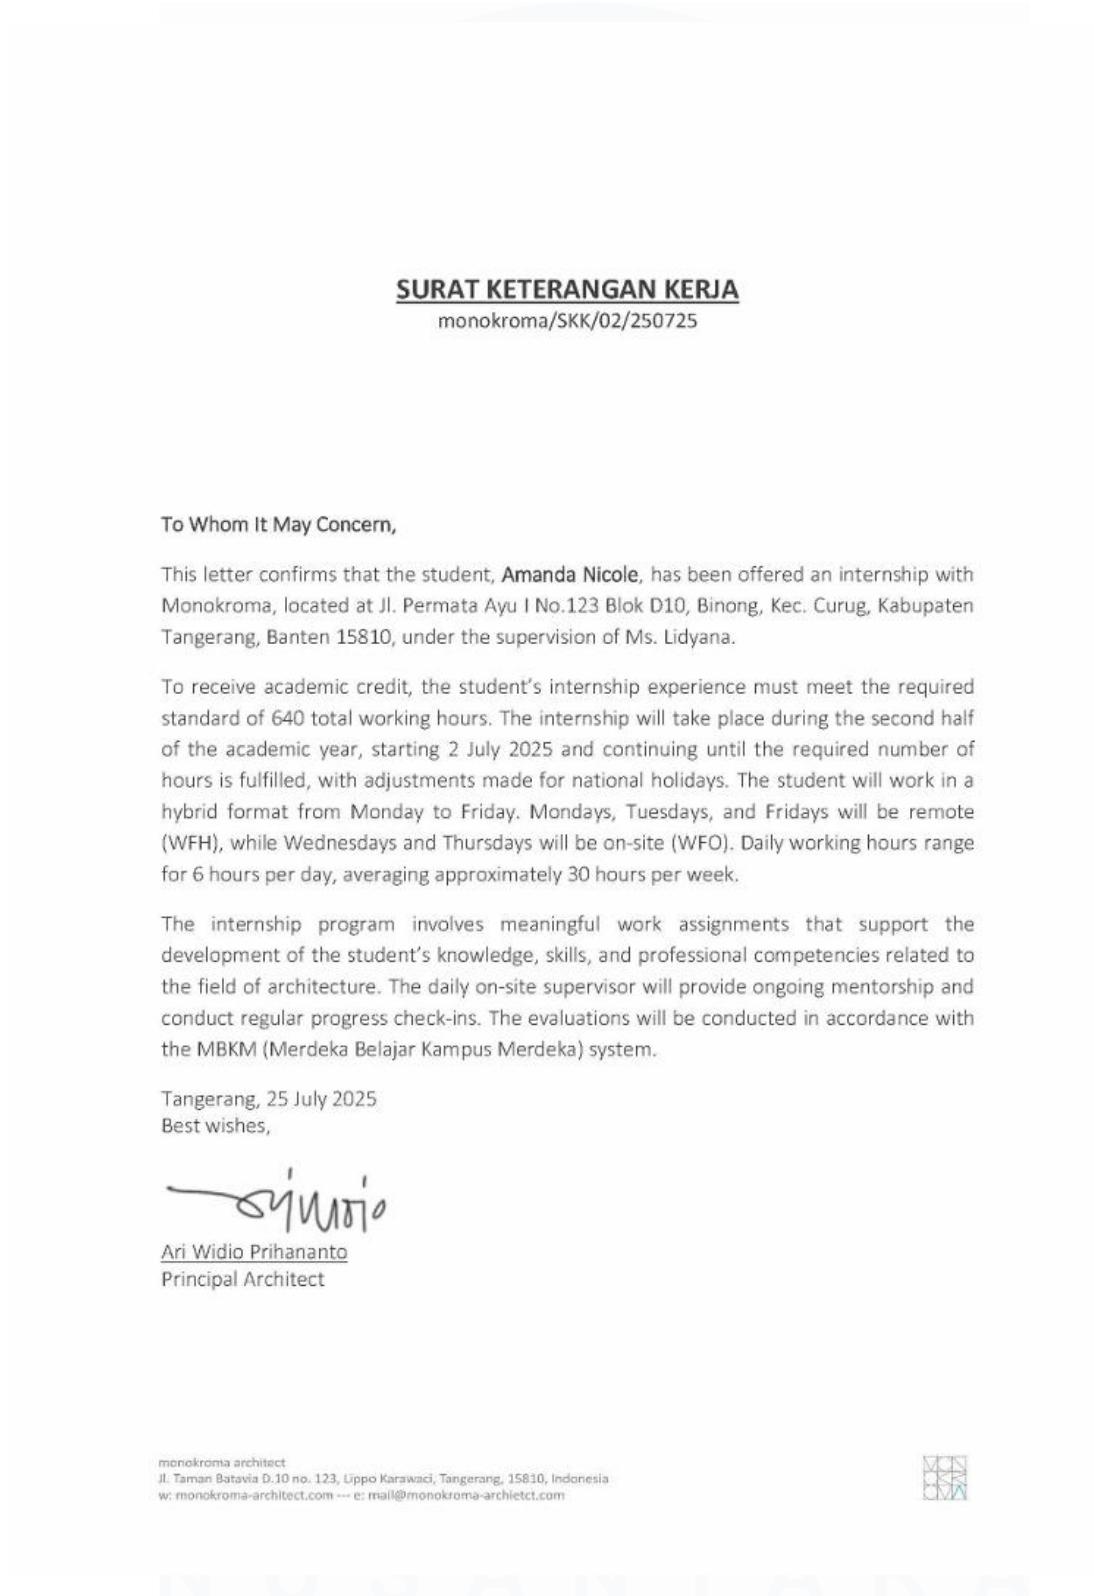 SURAT KETERANGAN KERJA
monokroma/SKK/02/250725
To Whom It May Concern,
This letter confirms that the student, Amanda Nicole, has been offered an internship with
Monokroma, located at Jl. Permata Ayu I No.123 Blok D10, Binong, Kec. Curug, Kabupaten
Tangerang, Banten 15810, under the supervision of Ms. Lidyana.
To receive academic credit, the student's internship experience must meet the required
standard of 640 total working hours. The internship will take place during the second half
of the academic year, starting 2 July 2025 and continuing until the required number of
hours is fulfilled, with adjustments made for national holidays. The student will work in a
hybrid format from Monday to Friday. Mondays, Tuesdays, and Fridays will be remote
(WFH), while Wednesdays and Thursdays will be on-site (WFO). Daily working hours range
for 6 hours per day, averaging approximately 30 hours per week.
The internship program involves meaningful work assignments that support the
development of the student's knowledge, skills, and professional competencies related to
the field of architecture. The daily on-site supervisor will provide ongoing mentorship and
conduct regular progress check-ins. The evaluations will be conducted in accordance with
the MBKM (Merdeka Belajar Kampus Merdeka) system.
Tangerang, 25 July 2025
Best wishes,
Ari Widio Prihananto
Principal Architect
monokroma architect
Jl. Taman Batavia D.10 no. 123, Lippo Karawaci, Tangerang, 15810, Indonesia
w: monokroma-architect.com --- e: mail@monokroma-archietct.com
MON
OKR
OMA